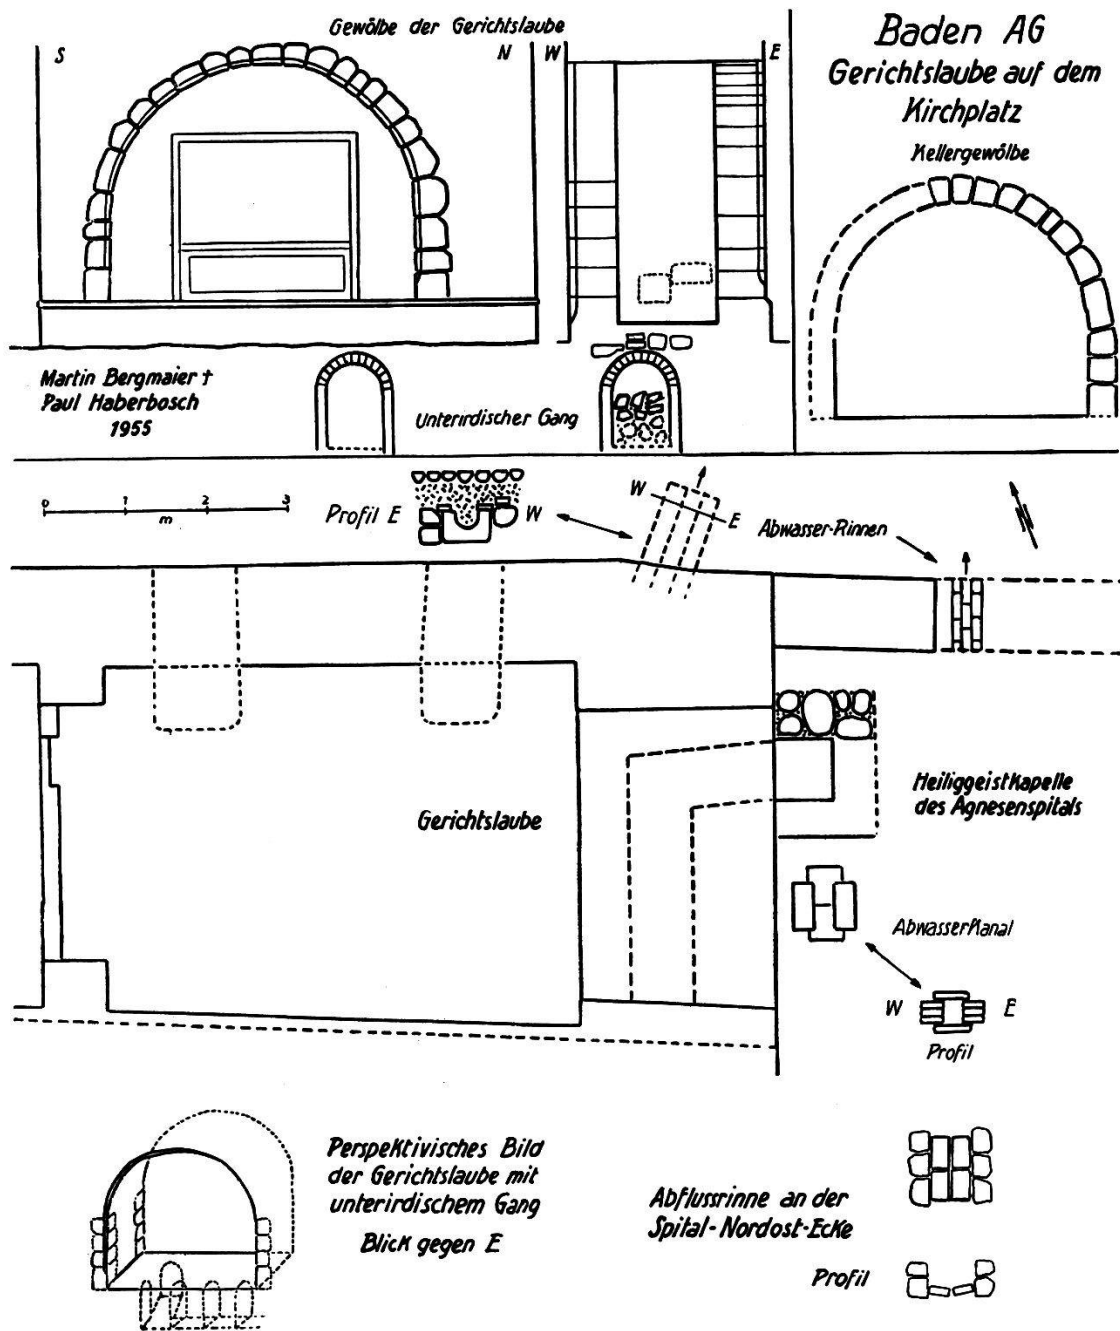 Gewölbe der Gerichtslaube
S
N
W
E
Baden AG
Gerichtslaube auf dem
Kirchplatz
Kellergewölbe
Martin Bergmaier †
Paul Haberbosch
1955
Unterirdischer Gang
0 1 2 3
m
Profil E
W
W
E
Abwasser-Rinnen
Gerichtslaube
Heiliggeistkapelle
des Agnesenspitals
AbwasserKanal
W
E
Profil
Perspektivisches Bild
der Gerichtslaube mit
unterirdischem Gang
Blick gegen E
Abflussrinne an der
Spital-Nordost-Ecke
Profil